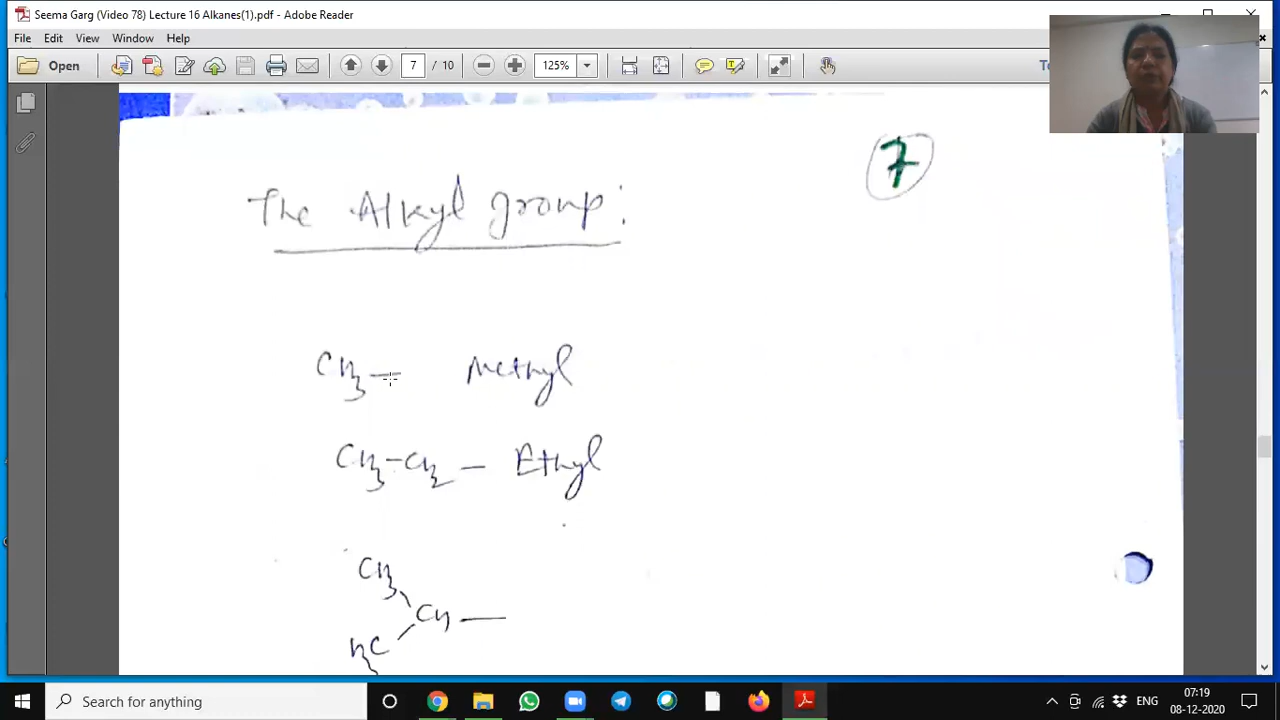 Seema Garg (Video 78) Lecture 16 Alkanes(1).pdf - Adobe Reader
File Edit View Window Help
Open 7 / 10 125%
7
The Alkyl group:
CH3— Methyl
CH3–CH2 — Ethyl
CH3
CH —
H3C
Search for anything
ENG
07:19
08-12-2020